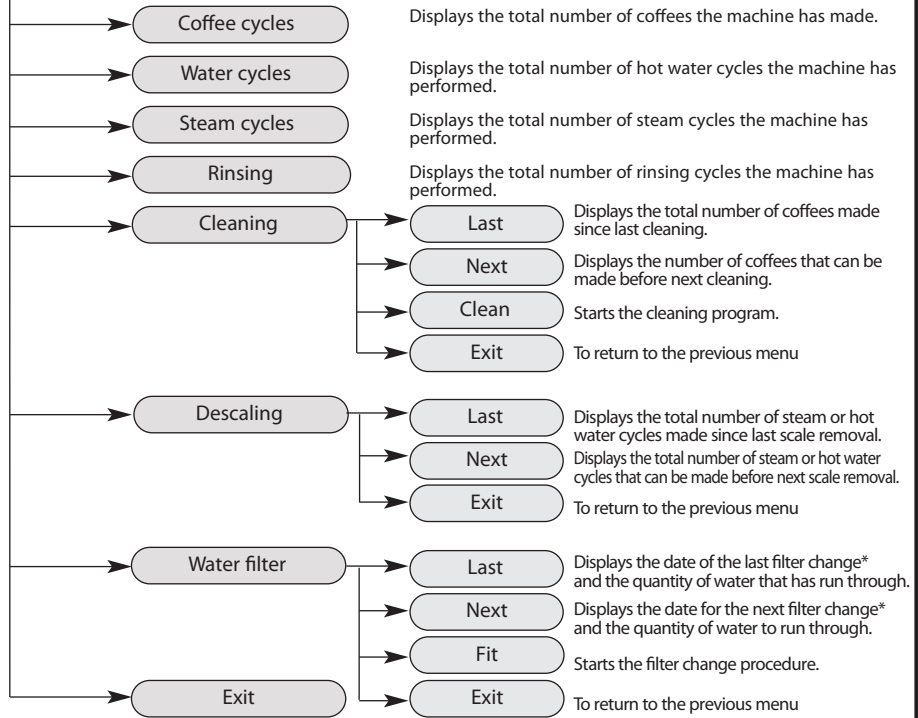 Coffee cycles
Displays the total number of coffees the machine has made.
Water cycles
Displays the total number of hot water cycles the machine has
performed.
Steam cycles
Displays the total number of steam cycles the machine has
performed.
Rinsing
Displays the total number of rinsing cycles the machine has
performed.
Cleaning
Last
Displays the total number of coffees made
since last cleaning.
Next
Displays the number of coffees that can be
made before next cleaning.
Clean
Starts the cleaning program.
Exit
To return to the previous menu
Descaling
Last
Displays the total number of steam or hot
water cycles made since last scale removal.
Next
Displays the total number of steam or hot water
cycles that can be made before next scale removal.
Exit
To return to the previous menu
Water filter
Last
Displays the date of the last filter change*
and the quantity of water that has run through.
Next
Displays the date for the next filter change*
and the quantity of water to run through.
Fit
Starts the filter change procedure.
Exit
Exit
To return to the previous menu